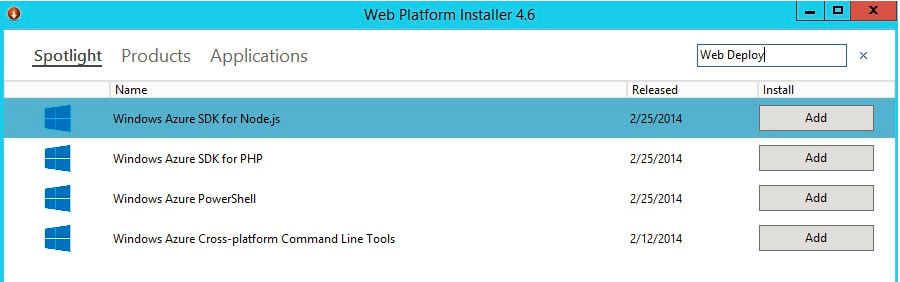 Web Platform Installer 4.6
Spotlight Products Applications Web Deploy ×
Name Released Install
Windows Azure SDK for Node.js 2/25/2014 Add
Windows Azure SDK for PHP 2/25/2014 Add
Windows Azure PowerShell 2/25/2014 Add
Windows Azure Cross-platform Command Line Tools 2/12/2014 Add